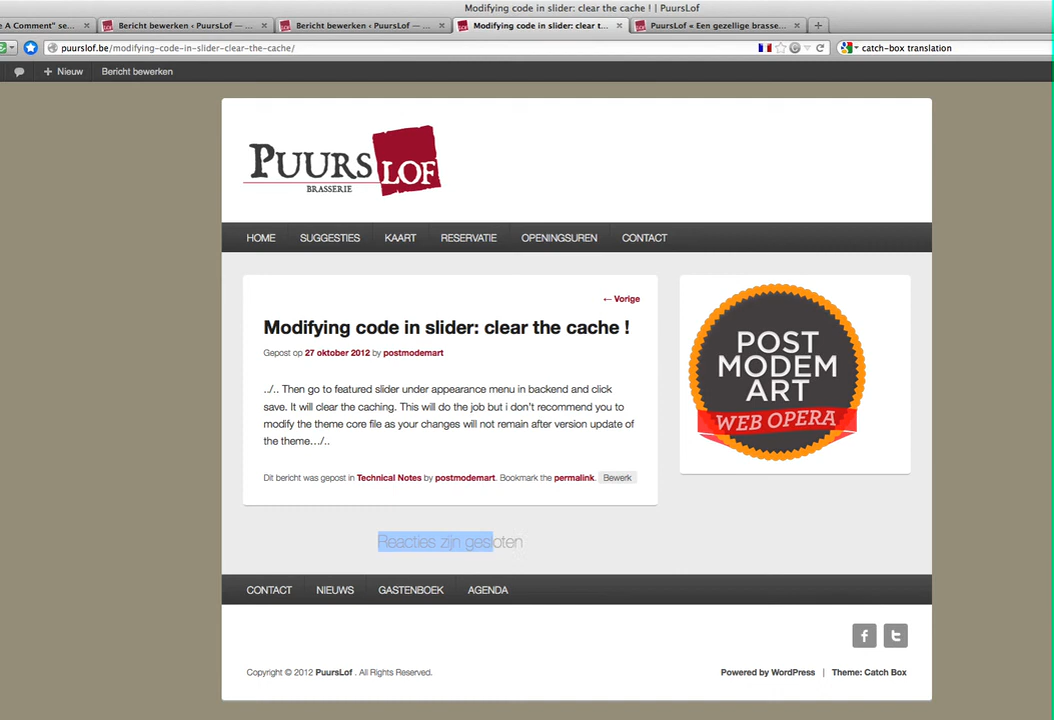 Modifying code in slider: clear the cache ! | PuursLof
e A Comment" se...
Bericht bewerken ‹ PuursLof — ...
Bericht bewerken ‹ PuursLof — ...
Modifying code in slider: clear t...
PuursLof « Een gezellige brasse...
puurslof.be/modifying-code-in-slider-clear-the-cache/
catch-box translation
Nieuw
Bericht bewerken
PUURS LOF
BRASSERIE
HOME SUGGESTIES KAART RESERVATIE OPENINGSUREN CONTACT
← Vorige
Modifying code in slider: clear the cache !
Gepost op 27 oktober 2012 by postmodemart
../.. Then go to featured slider under appearance menu in backend and click
save. It will clear the caching. This will do the job but i don't recommend you to
modify the theme core file as your changes will not remain after version update of
the theme.../..
Dit bericht was gepost in Technical Notes by postmodemart. Bookmark the permalink. Bewerk
POST
MODEM
ART
WEB OPERA
Reacties zijn gesloten
CONTACT NIEUWS GASTENBOEK AGENDA
Copyright © 2012 PuursLof . All Rights Reserved.
Powered by WordPress | Theme: Catch Box